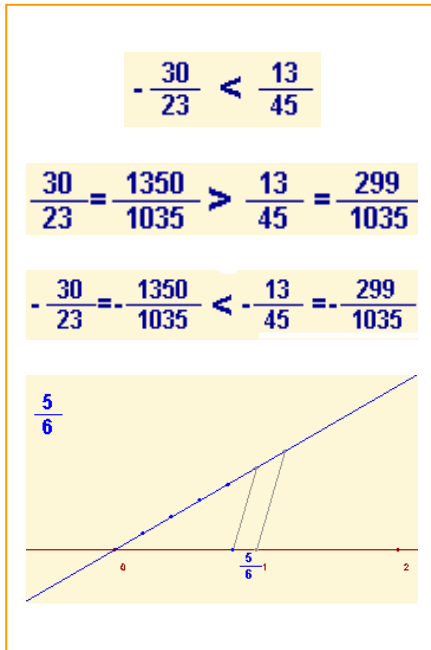 - 30/23 < 13/45
30/23 = 1350/1035 > 13/45 = 299/1035
- 30/23 =- 1350/1035 < - 13/45 =- 299/1035
5/6
0 5/6 1 2